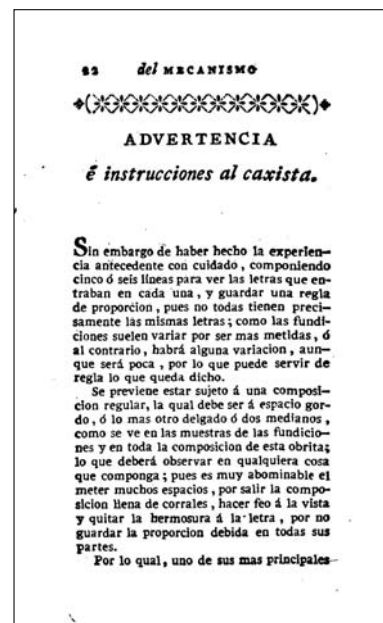 22 del MECANISMO
ADVERTENCIA
é instrucciones al caxista.
Sin embargo de haber hecho la experien-
cia antecedente con cuidado, componiendo
cinco ó seis líneas para ver las letras que en-
traban en cada una, y guardar una regla
de proporcion, pues no todas tienen preci-
samente las mismas letras; como las fundi-
ciones suelen variar por ser mas metidas, ó
al contrario, habrá alguna variacion, aun-
que será poca, por lo que puede servir de
regla lo que queda dicho.
Se previene estar sujeto á una composi-
cion regular, la qual debe ser á espacio gor-
do, ó lo mas otro delgado ó dos medianos,
como se ve en las muestras de las fundicio-
nes y en toda la composicion de esta obrita;
lo que deberá observar en qualquiera cosa
que componga; pues es muy abominable el
meter muchos espacios, por salir la compo-
sicion llena de corrales, hacer feo á la vista
y quitar la hermosura á la letra, por no
guardar la proporcion debida en todas sus
partes.
Por lo qual, uno de sus mas principales